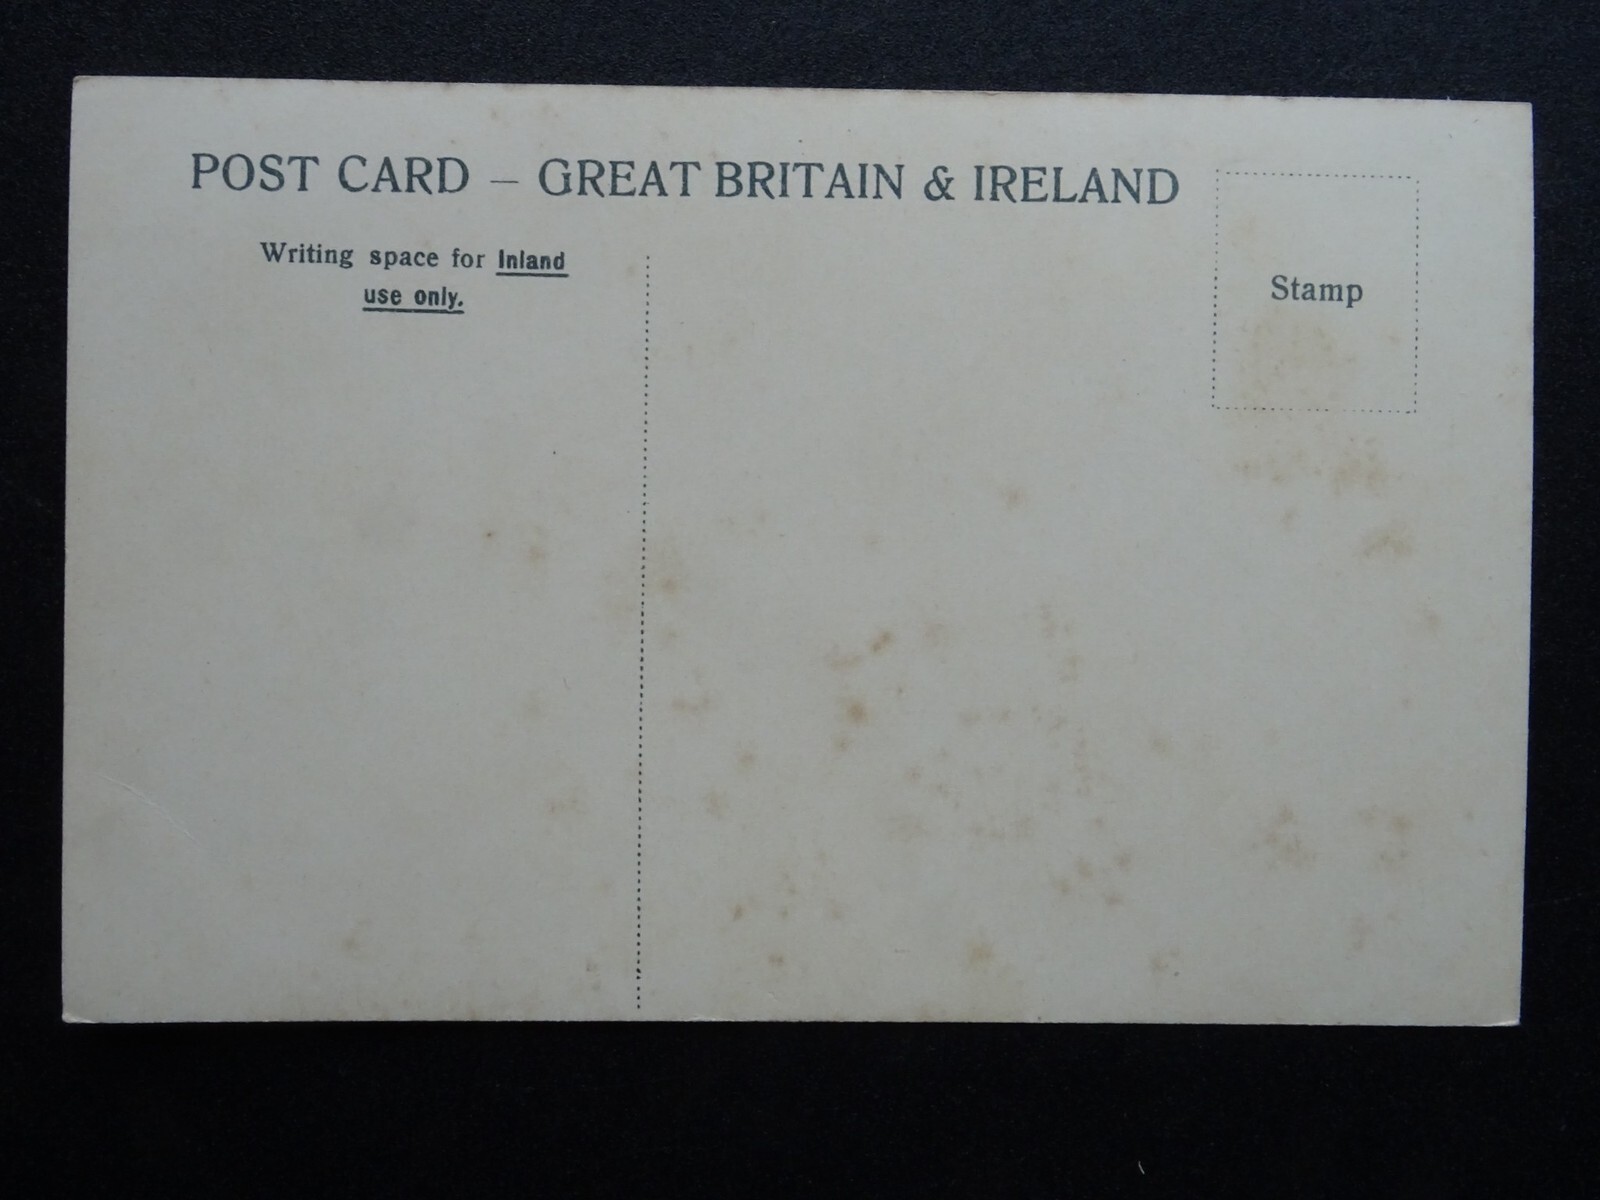 POST CARD – GREAT BRITAIN & IRELAND
Writing space for Inland
use only.
Stamp